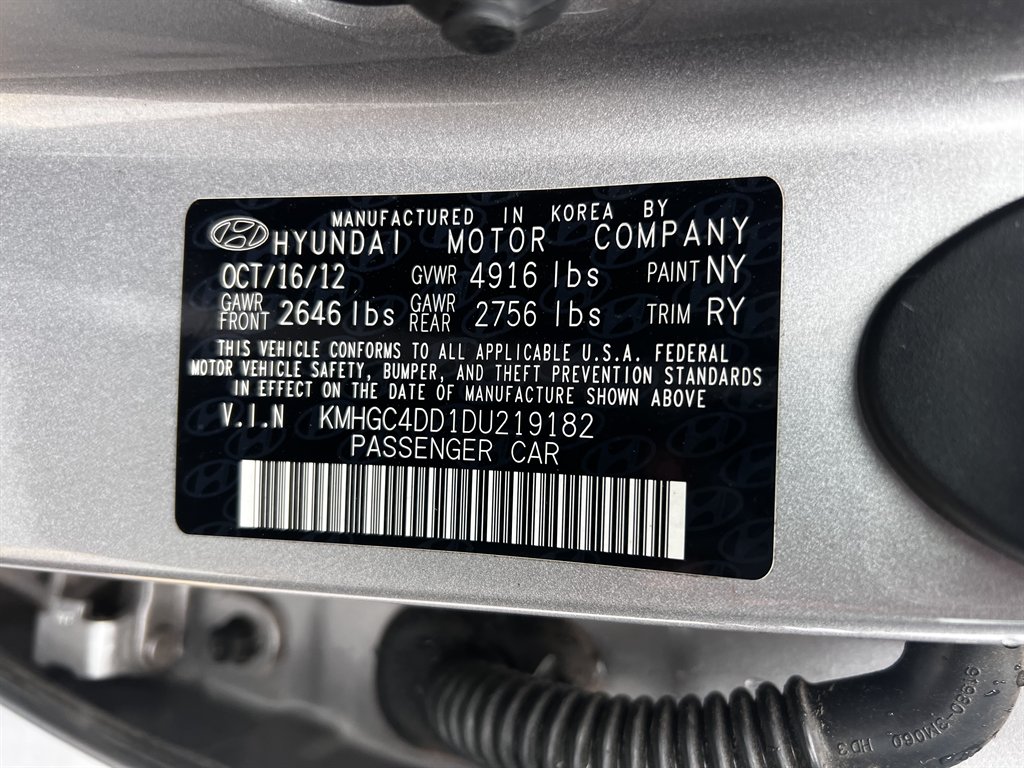 MANUFACTURED IN KOREA BY
HYUNDAI MOTOR COMPANY
OCT/16/12 GVWR 4916 lbs PAINT NY
GAWR FRONT 2646 lbs GAWR REAR 2756 lbs TRIM RY
THIS VEHICLE CONFORMS TO ALL APPLICABLE U.S.A. FEDERAL
MOTOR VEHICLE SAFETY, BUMPER, AND THEFT PREVENTION STANDARDS
IN EFFECT ON THE DATE OF MANUFACTURE SHOWN ABOVE
V.I.N KMHGC4DD1DU219182
PASSENGER CAR
HD3